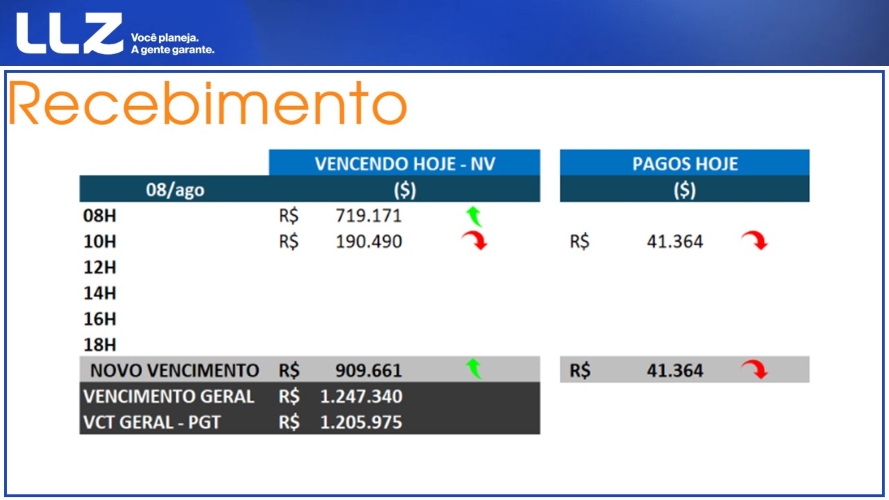 LLZ Você planeja.
A gente garante.
Recebimento
VENCENDO HOJE - NV PAGOS HOJE
08/ago ($) ($)
08H R$ 719.171
10H R$ 190.490 R$ 41.364
12H
14H
16H
18H
NOVO VENCIMENTO R$ 909.661 R$ 41.364
VENCIMENTO GERAL R$ 1.247.340
VCT GERAL - PGT R$ 1.205.975